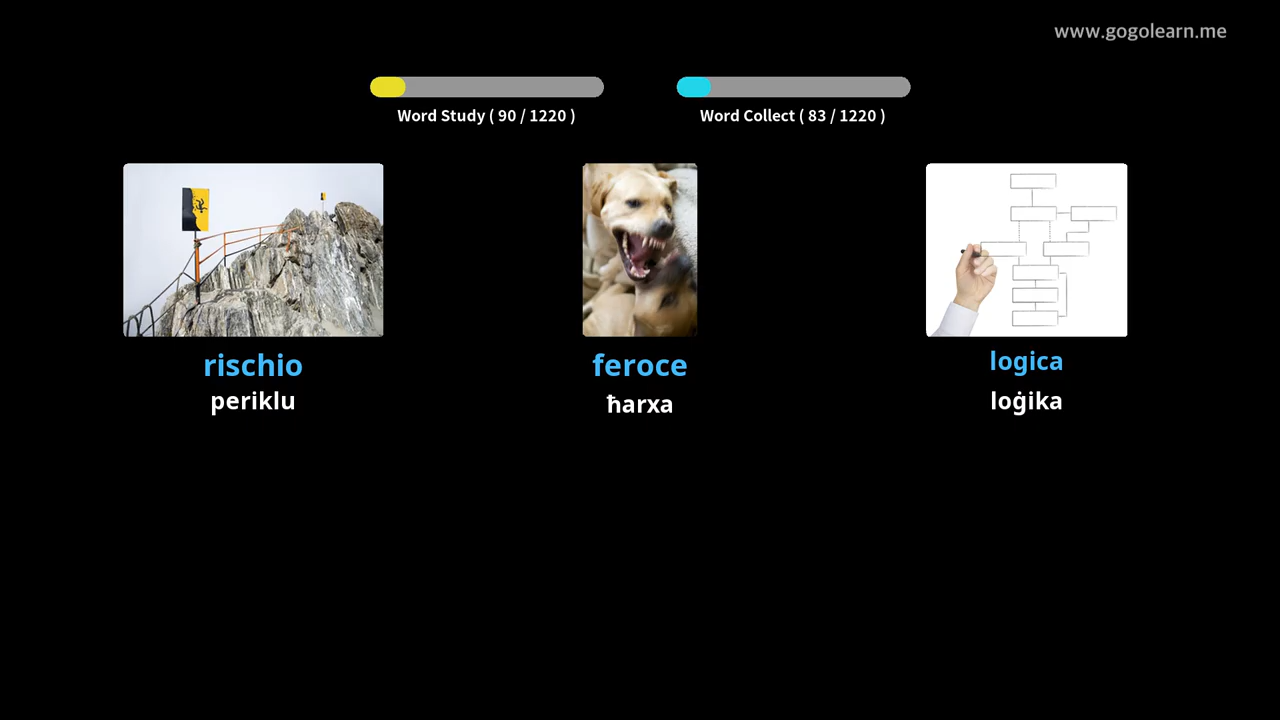 www.gogolearn.me
Word Study ( 90 / 1220 )
Word Collect ( 83 / 1220 )
rischio
feroce
logica
periklu
ħarxa
loġika